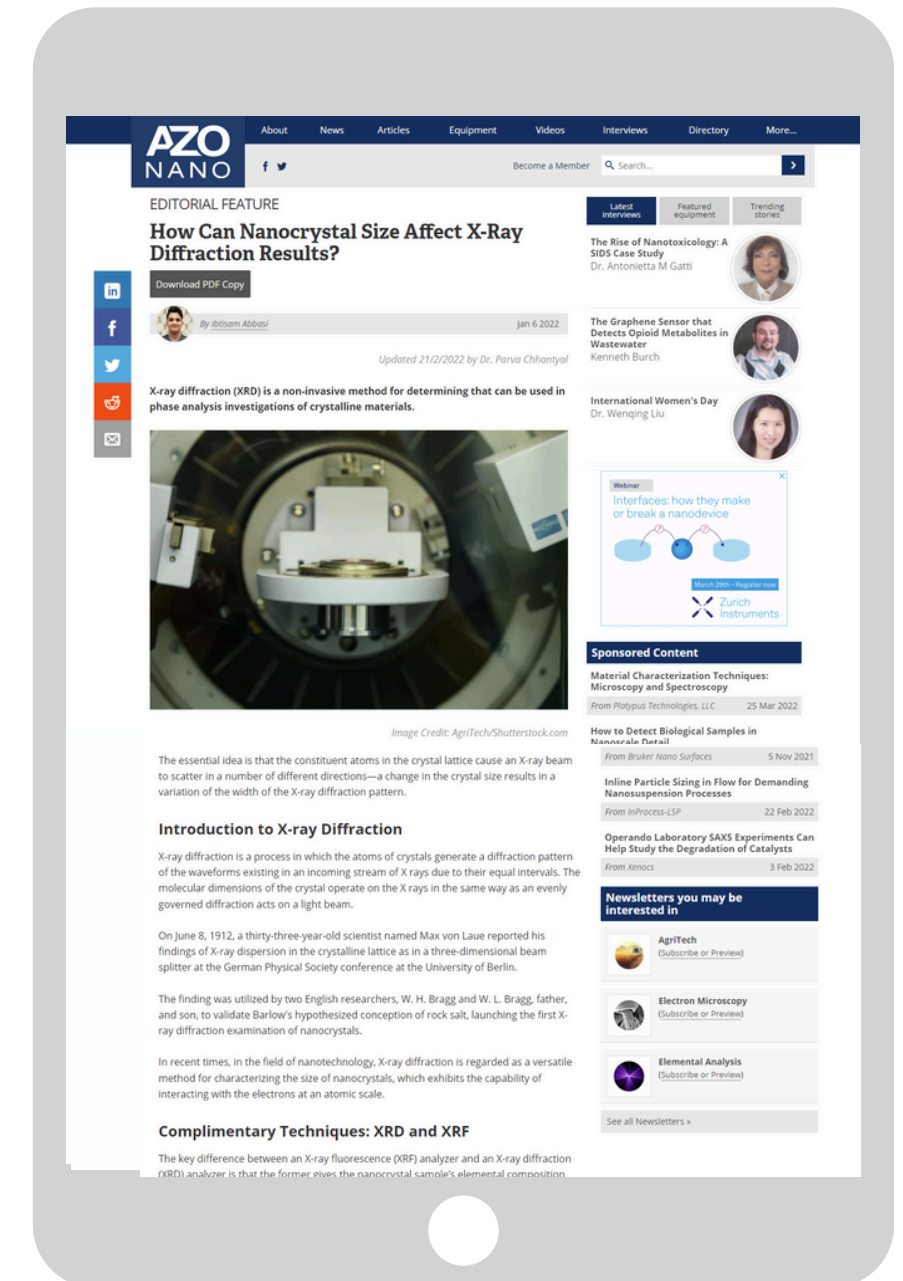 AZO
NANO
About News Articles Equipment Videos Interviews Directory More...
f
Become a Member Search...
EDITORIAL FEATURE
How Can Nanocrystal Size Affect X-Ray
Diffraction Results?
Download PDF Copy
in
f
By Ibtisam Abbasi Jan 6 2022
Updated 21/2/2022 by Dr. Parva Chhantyal
X-ray diffraction (XRD) is a non-invasive method for determining that can be used in
phase analysis investigations of crystalline materials.
Image Credit: AgriTech/Shutterstock.com
The essential idea is that the constituent atoms in the crystal lattice cause an X-ray beam
to scatter in a number of different directions—a change in the crystal size results in a
variation of the width of the X-ray diffraction pattern.
Introduction to X-ray Diffraction
X-ray diffraction is a process in which the atoms of crystals generate a diffraction pattern
of the waveforms existing in an incoming stream of X rays due to their equal intervals. The
molecular dimensions of the crystal operate on the X rays in the same way as an evenly
governed diffraction acts on a light beam.
On June 8, 1912, a thirty-three-year-old scientist named Max von Laue reported his
findings of X-ray dispersion in the crystalline lattice as in a three-dimensional beam
splitter at the German Physical Society conference at the University of Berlin.
The finding was utilized by two English researchers, W. H. Bragg and W. L. Bragg, father,
and son, to validate Barlow's hypothesized conception of rock salt, launching the first X-
ray diffraction examination of nanocrystals.
In recent times, in the field of nanotechnology, X-ray diffraction is regarded as a versatile
method for characterizing the size of nanocrystals, which exhibits the capability of
interacting with the electrons at an atomic scale.
Complimentary Techniques: XRD and XRF
The key difference between an X-ray fluorescence (XRF) analyzer and an X-ray diffraction
(XRD) analyzer is that the former gives the nanocrystal sample's elemental composition
Latest
interviews
Featured
equipment
Trending
stories
The Rise of Nanotoxicology: A
SIDS Case Study
Dr. Antonietta M Gatti
The Graphene Sensor that
Detects Opioid Metabolites in
Wastewater
Kenneth Burch
International Women's Day
Dr. Wenqing Liu
Webinar
Interfaces: how they make
or break a nanodevice
March 29th – Register now
Zurich
Instruments
Sponsored Content
Material Characterization Techniques:
Microscopy and Spectroscopy
From Platypus Technologies, LLC 25 Mar 2022
How to Detect Biological Samples in
Nanoscale Detail
From Bruker Nano Surfaces 5 Nov 2021
Inline Particle Sizing in Flow for Demanding
Nanosuspension Processes
From InProcess-LSP 22 Feb 2022
Operando Laboratory SAXS Experiments Can
Help Study the Degradation of Catalysts
From Xenocs 3 Feb 2022
Newsletters you may be
interested in
AgriTech
(Subscribe or Preview)
Electron Microscopy
(Subscribe or Preview)
Elemental Analysis
(Subscribe or Preview)
See all Newsletters »